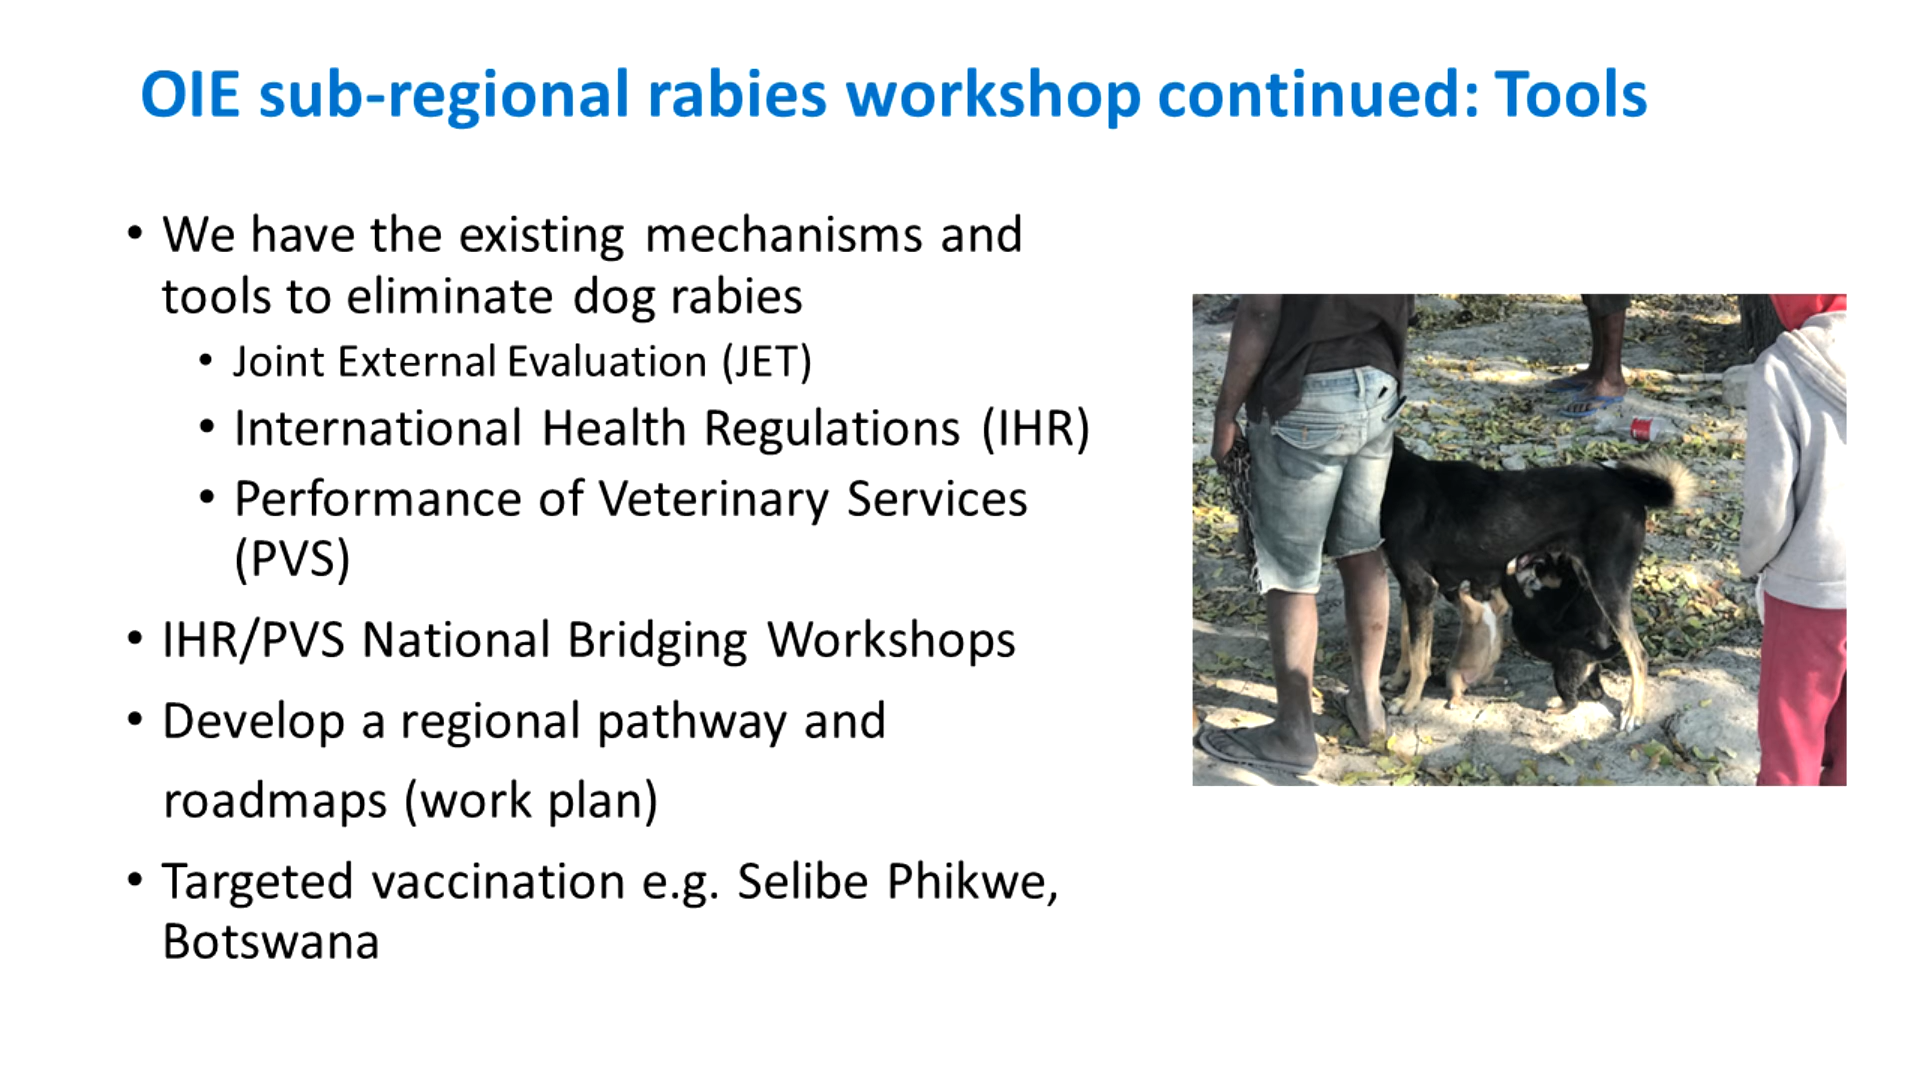 OIE sub-regional rabies workshop continued: Tools
• We have the existing mechanisms and
tools to eliminate dog rabies
• Joint External Evaluation (JET)
• International Health Regulations (IHR)
• Performance of Veterinary Services
(PVS)
• IHR/PVS National Bridging Workshops
• Develop a regional pathway and
roadmaps (work plan)
• Targeted vaccination e.g. Selibe Phikwe,
Botswana